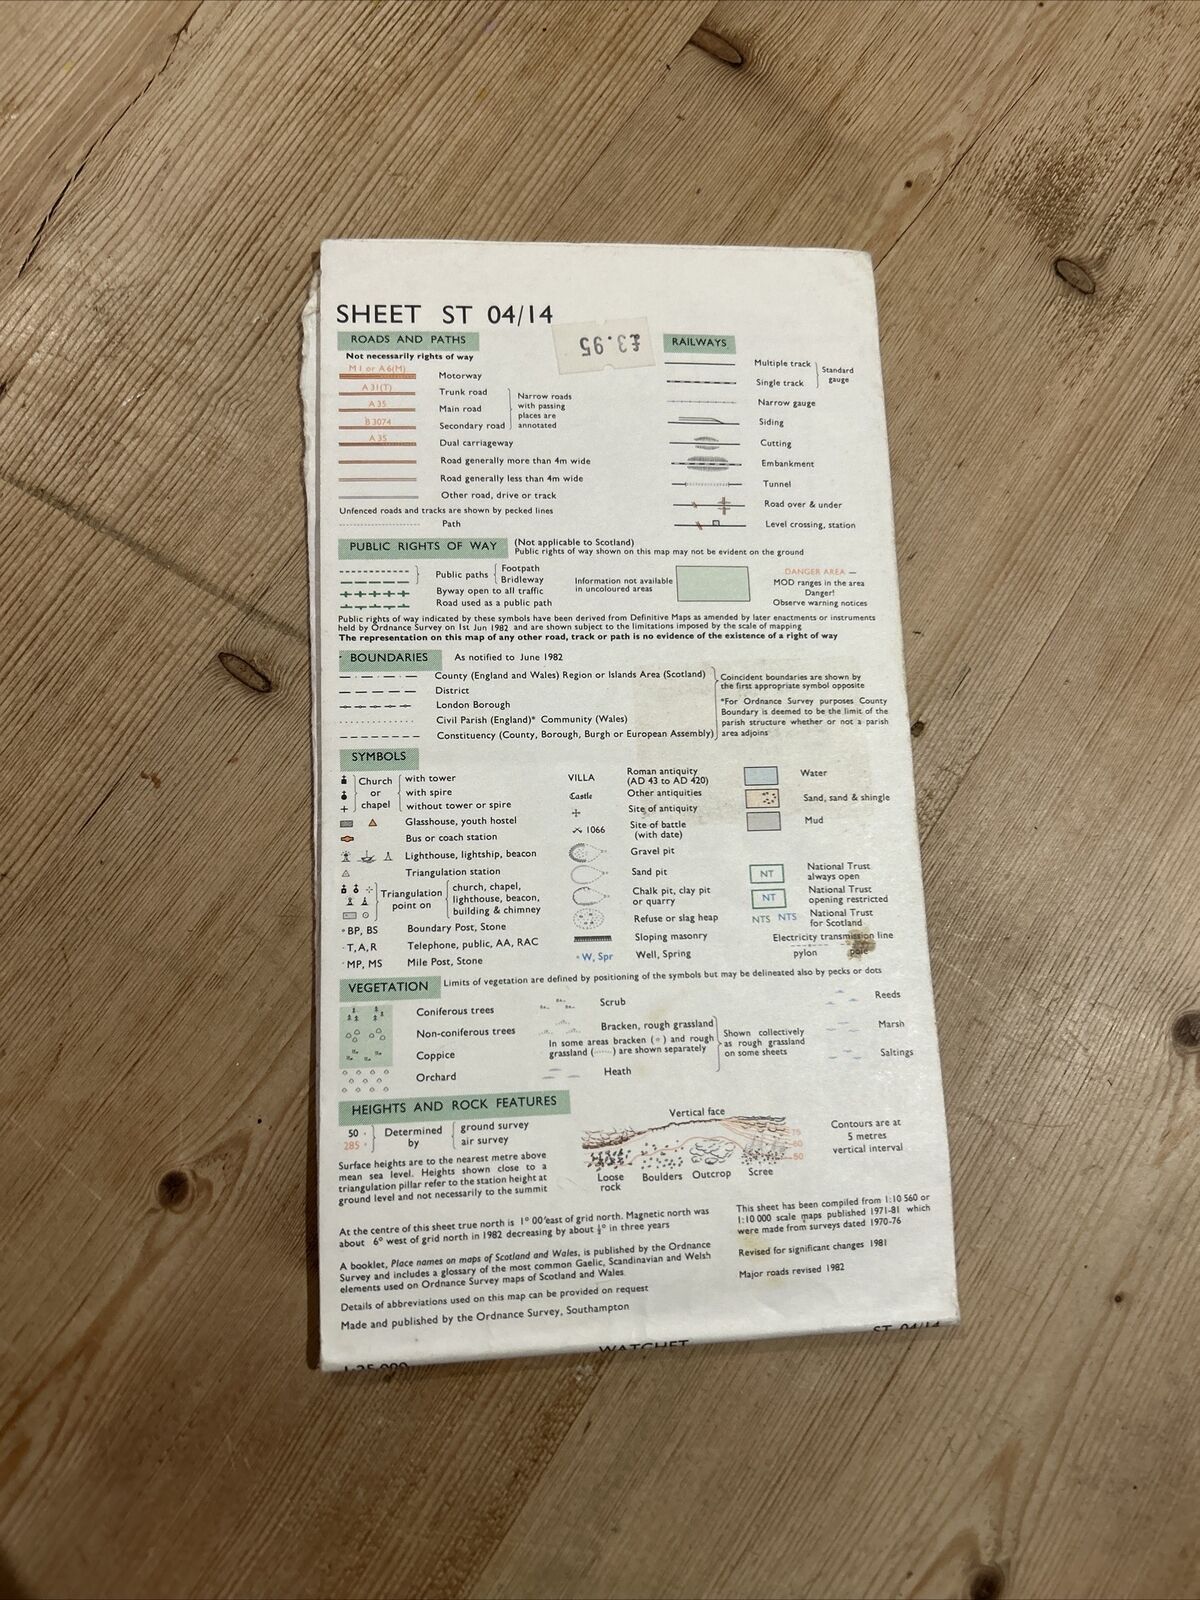 SHEET ST 04/14
£3.95
ROADS AND PATHS
Not necessarily rights of way
M1 or A6(M)
Motorway
A 31(T)
Trunk road
A 35
Main road
B 3074
Secondary road
Narrow roads
with passing
places are
annotated
A 35
Dual carriageway
Road generally more than 4m wide
Road generally less than 4m wide
Other road, drive or track
Unfenced roads and tracks are shown by pecked lines
Path
RAILWAYS
Multiple track
Single track
Standard
gauge
Narrow gauge
Siding
Cutting
Embankment
Tunnel
Road over & under
Level crossing, station
PUBLIC RIGHTS OF WAY
(Not applicable to Scotland)
Public rights of way shown on this map may not be evident on the ground
Public paths
Footpath
Bridleway
Byway open to all traffic
Road used as a public path
Information not available
in uncoloured areas
DANGER AREA
MOD ranges in the area
Danger!
Observe warning notices
Public rights of way indicated by these symbols have been derived from Definitive Maps as amended by later enactments or instruments
held by Ordnance Survey on 1st Jun 1982 and are shown subject to the limitations imposed by the scale of mapping
The representation on this map of any other road, track or path is no evidence of the existence of a right of way
BOUNDARIES
As notified to June 1982
County (England and Wales) Region or Islands Area (Scotland)
District
London Borough
Civil Parish (England)* Community (Wales)
Constituency (County, Borough, Burgh or European Assembly)
Coincident boundaries are shown by
the first appropriate symbol opposite
*For Ordnance Survey purposes County
Boundary is deemed to be the limit of the
parish structure whether or not a parish
area adjoins
SYMBOLS
Church
or
chapel
with tower
with spire
without tower or spire
Glasshouse, youth hostel
Bus or coach station
Lighthouse, lightship, beacon
Triangulation station
Triangulation
point on
church, chapel,
lighthouse, beacon,
building & chimney
BP, BS Boundary Post, Stone
T, A, R Telephone, public, AA, RAC
MP, MS Mile Post, Stone
VILLA Roman antiquity
(AD 43 to AD 420)
Castle Other antiquities
Site of antiquity
1066 Site of battle
(with date)
Gravel pit
Sand pit
Chalk pit, clay pit
or quarry
Refuse or slag heap
Sloping masonry
W, Spr Well, Spring
Water
Sand, sand & shingle
Mud
NT National Trust
always open
NT National Trust
opening restricted
NTS NTS National Trust
for Scotland
Electricity transmission line
pylon pole
VEGETATION
Limits of vegetation are defined by positioning of the symbols but may be delineated also by pecks or dots
Coniferous trees
Non-coniferous trees
Coppice
Orchard
Scrub
Bracken, rough grassland
In some areas bracken ( ) and rough
grassland (.....) are shown separately
Heath
Shown collectively
as rough grassland
on some sheets
Reeds
Marsh
Saltings
HEIGHTS AND ROCK FEATURES
50
285
Determined
by
ground survey
air survey
Surface heights are to the nearest metre above
mean sea level. Heights shown close to a
triangulation pillar refer to the station height at
ground level and not necessarily to the summit
Vertical face
75
60
50
Loose
rock
Boulders
Outcrop
Scree
Contours are at
5 metres
vertical interval
At the centre of this sheet true north is 1° 00' east of grid north. Magnetic north was
about 6° west of grid north in 1982 decreasing by about ½° in three years
A booklet, Place names on maps of Scotland and Wales, is published by the Ordnance
Survey and includes a glossary of the most common Gaelic, Scandinavian and Welsh
elements used on Ordnance Survey maps of Scotland and Wales
Details of abbreviations used on this map can be provided on request
Made and published by the Ordnance Survey, Southampton
This sheet has been compiled from 1:10 560 or
1:10 000 scale maps published 1971-81 which
were made from surveys dated 1970-76
Revised for significant changes 1981
Major roads revised 1982
1:25 000
WATCHET
ST 04/14